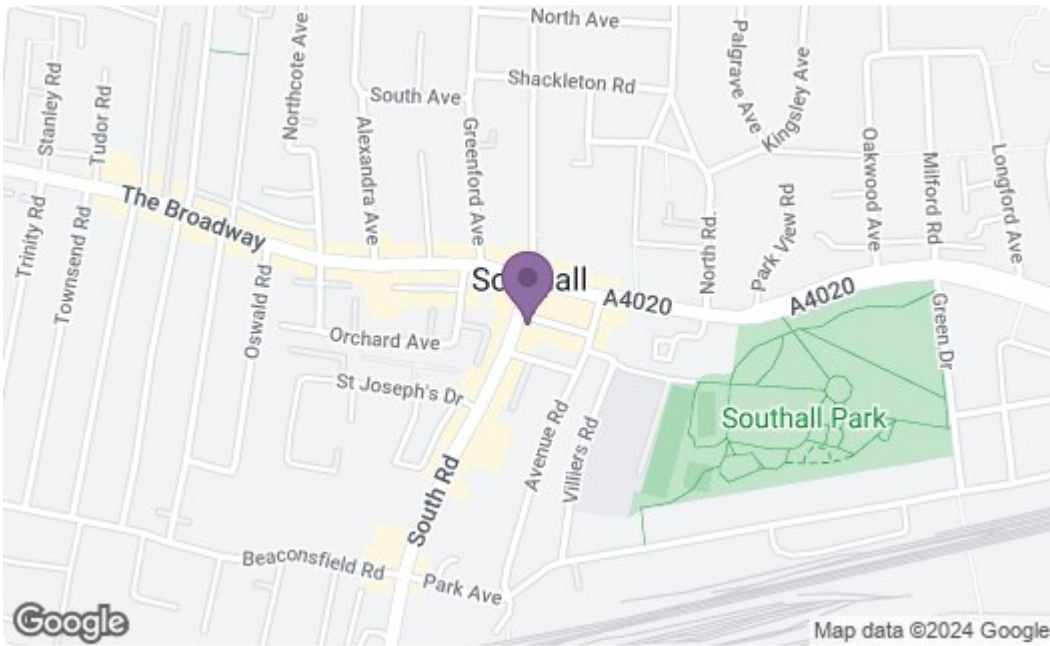 North Ave
Palgrave Ave
Kingsley Ave
Shackleton Rd
Northcote Ave
South Ave
Stanley Rd
Tudor Rd
Alexandra Ave
Greenford Ave
Oakwood Ave
Milford Rd
Longford Ave
The Broadway
Trinity Rd
Townsend Rd
Oswald Rd
North Rd
Park View Rd
A4020
A4020
Green Dr
Orchard Ave
St Joseph's Dr
Southall Park
Avenue Rd
Villiers Rd
South Rd
Beaconsfield Rd
Park Ave
Google
Map data ©2024 Google